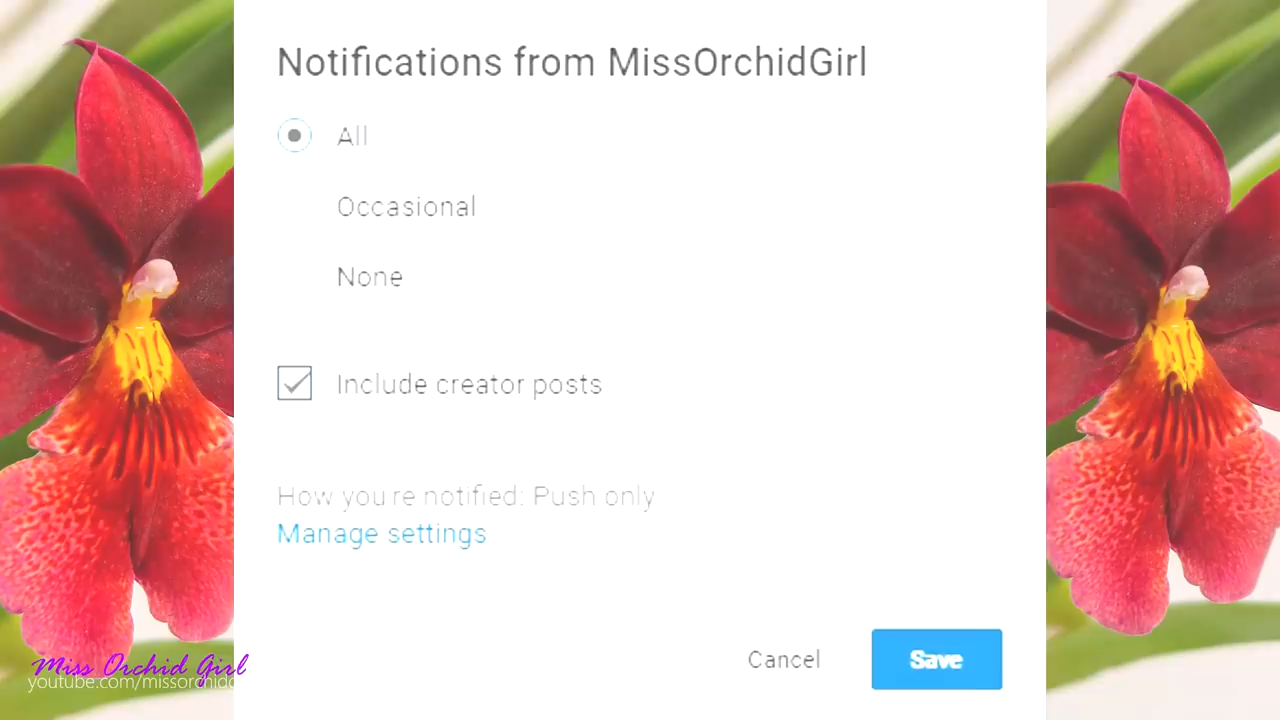 Notifications from MissOrchidGirl
All
Occasional
None
Include creator posts
How you're notified: Push only
Manage settings
Cancel
Save
Miss Orchid Girl